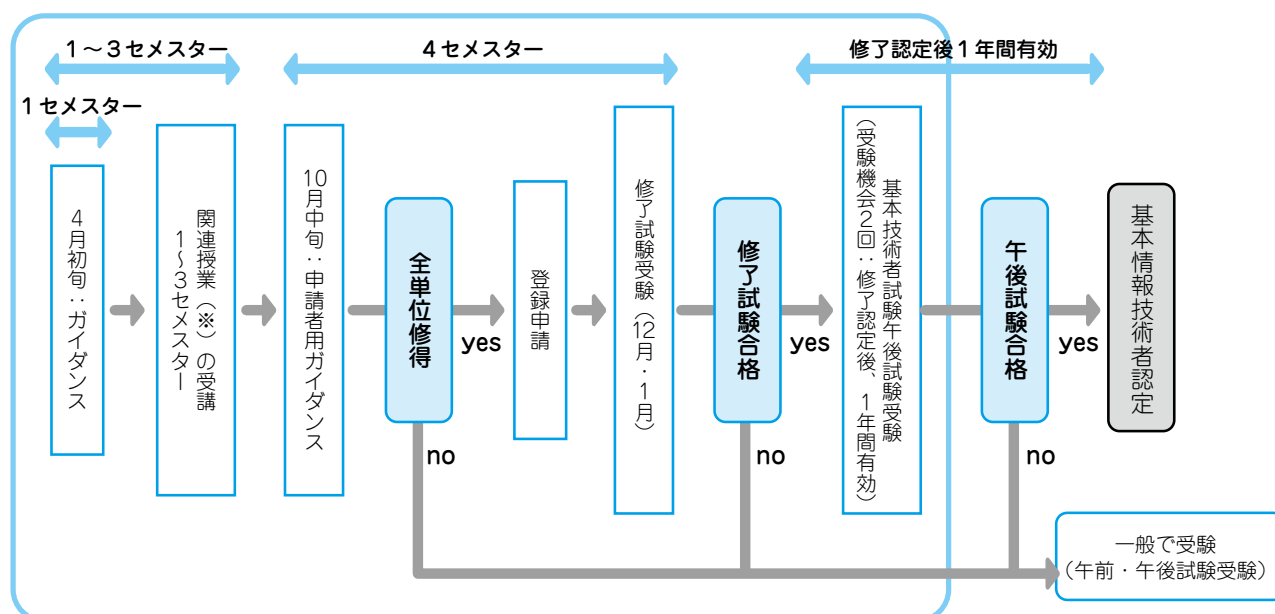 1～3セメスター
4セメスター
修了認定後1年間有効
1セメスター
4月初旬：ガイダンス
関連授業（※）の受講
1～3セメスター
10月中旬：申請者用ガイダンス
全単位修得
yes
no
登録申請
修了試験受験（12月・1月）
修了試験合格
yes
no
基本技術者試験午後試験受験
（受験機会2回：修了認定後、1年間有効）
午後試験合格
yes
no
基本情報技術者認定
一般で受験
（午前・午後試験受験）